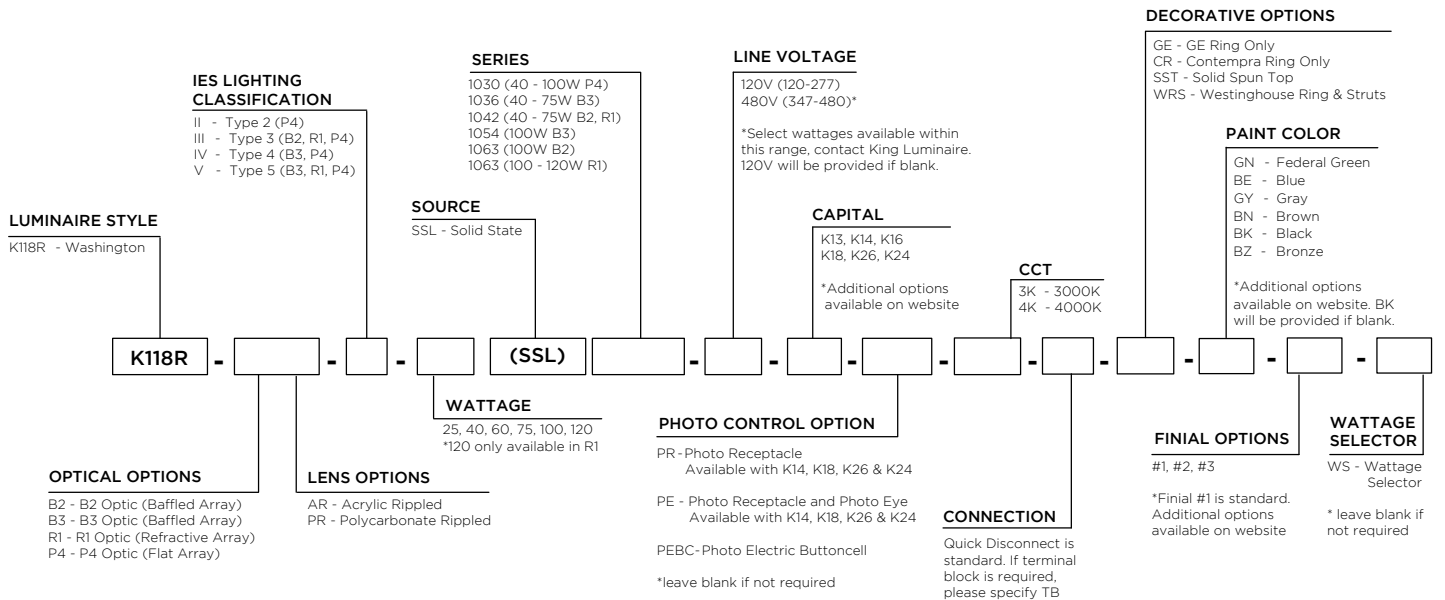 DECORATIVE OPTIONS
GE - GE Ring Only
CR - Contempra Ring Only
SST - Solid Spun Top
WRS - Westinghouse Ring & Struts
SERIES
1030 (40 - 100W P4)
1036 (40 - 75W B3)
1042 (40 - 75W B2, R1)
1054 (100W B3)
1063 (100W B2)
1063 (100 - 120W R1)
LINE VOLTAGE
120V (120-277)
480V (347-480)*
*Select wattages available within
this range, contact King Luminaire.
120V will be provided if blank.
IES LIGHTING
CLASSIFICATION
II - Type 2 (P4)
III - Type 3 (B2, R1, P4)
IV - Type 4 (B3, P4)
V - Type 5 (B3, R1, P4)
PAINT COLOR
GN - Federal Green
BE - Blue
GY - Gray
BN - Brown
BK - Black
BZ - Bronze
*Additional options
available on website. BK
will be provided if blank.
LUMINAIRE STYLE
K118R - Washington
SOURCE
SSL - Solid State
CAPITAL
K13, K14, K16
K18, K26, K24
*Additional options
available on website
CCT
3K - 3000K
4K - 4000K
K118R - - - (SSL) - - - - - - - - -
WATTAGE
25, 40, 60, 75, 100, 120
*120 only available in R1
OPTICAL OPTIONS
B2 - B2 Optic (Baffled Array)
B3 - B3 Optic (Baffled Array)
R1 - R1 Optic (Refractive Array)
P4 - P4 Optic (Flat Array)
LENS OPTIONS
AR - Acrylic Rippled
PR - Polycarbonate Rippled
PHOTO CONTROL OPTION
PR - Photo Receptacle
Available with K14, K18, K26 & K24
PE - Photo Receptacle and Photo Eye
Available with K14, K18, K26 & K24
PEBC- Photo Electric Buttoncell
*leave blank if not required
CONNECTION
Quick Disconnect is
standard. If terminal
block is required,
please specify TB
FINIAL OPTIONS
#1, #2, #3
*Finial #1 is standard.
Additional options
available on website
WATTAGE
SELECTOR
WS - Wattage
Selector
* leave blank if
not required